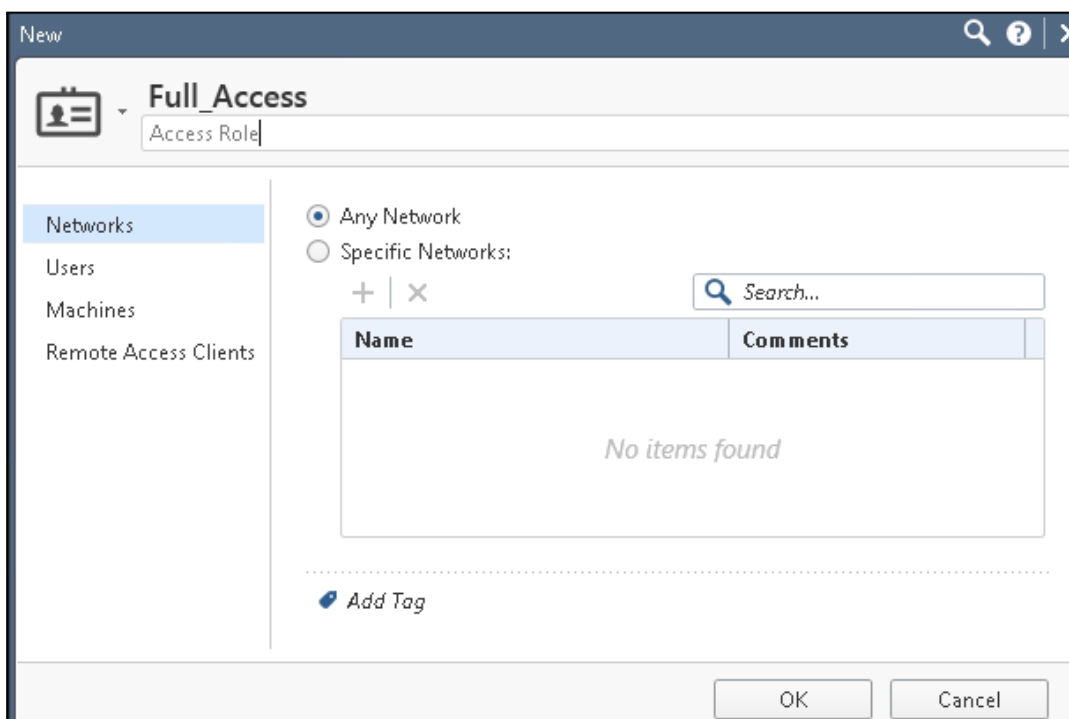 New
Full_Access
Access Role
Networks
Users
Machines
Remote Access Clients
Any Network
Specific Networks:
Search...
Name Comments
No items found
Add Tag
OK Cancel